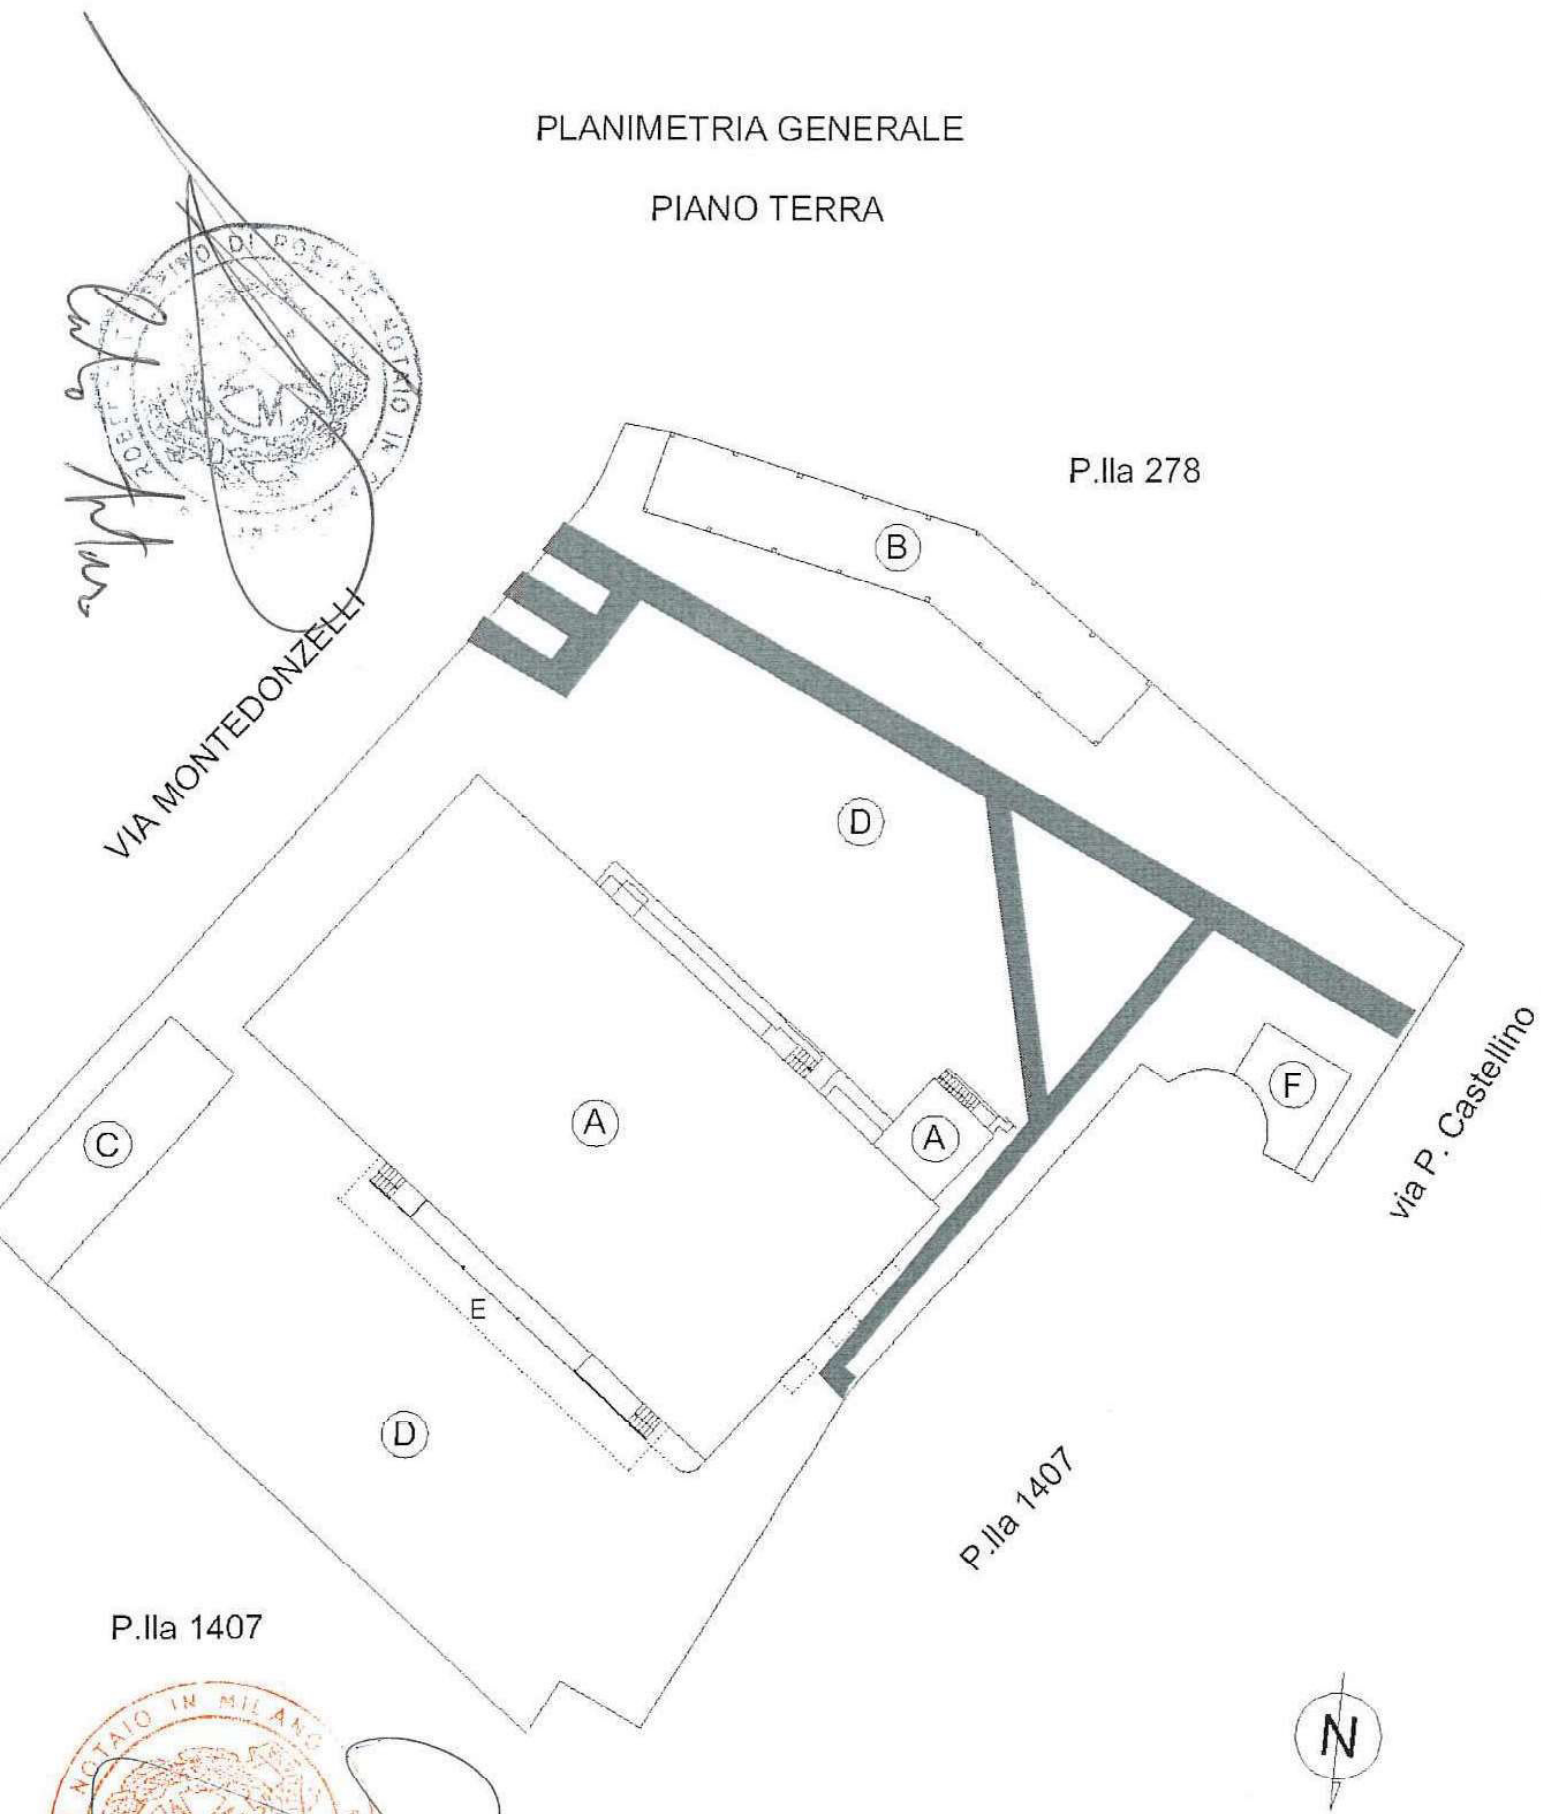 PLANIMETRIA GENERALE
PIANO TERRA
P.lla 278
B
VIA MONTEDONZELLI
D
F
via P. Castellino
A
A
C
E
D
P.lla 1407
P.lla 1407
NOTAIO IN MILANO
N